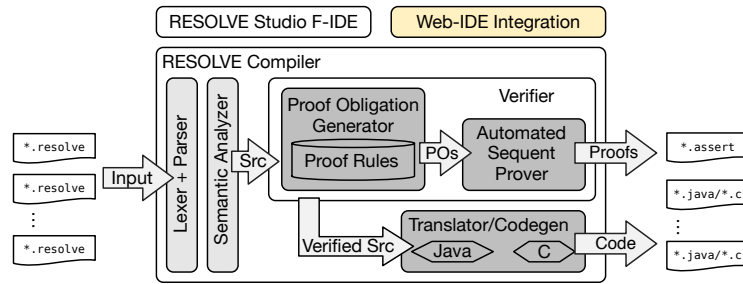 RESOLVE Studio F-IDE
Web-IDE Integration
RESOLVE Compiler
Lexer + Parser
Semantic Analyzer
Verifier
Proof Obligation
Generator
Proof Rules
Automated
Sequent
Prover
*.resolve
*.resolve
⋮
*.resolve
Input
Src
POs
Proofs
*.assert
Verified Src
Translator/Codegen
Java
C
Code
*.java/*.c
⋮
*.java/*.c